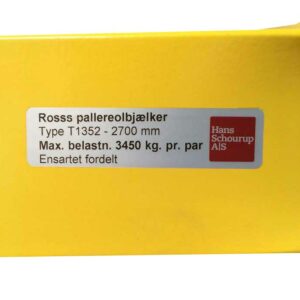 Rosss pallereolbjælker
Type T1352 - 2700 mm
Max. belastn. 3450 kg. pr. par
Ensartet fordelt
Hans
Schourup
A|S